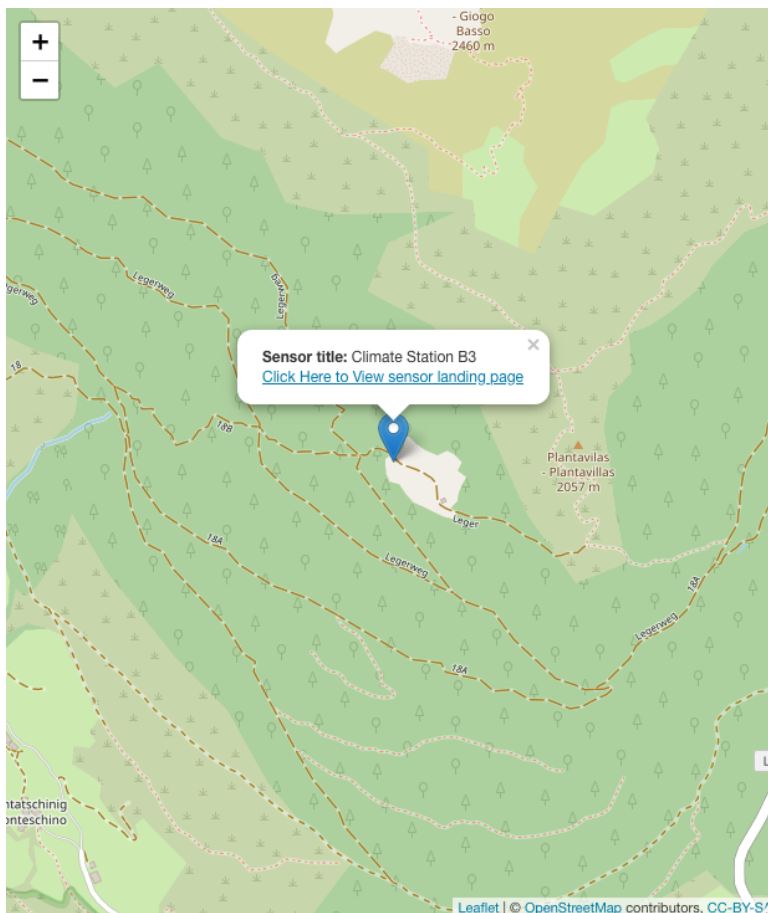 - Giogo
Basso
2460 m
+
−
Legerweg
Legerweg
gerweg
Sensor title: Climate Station B3
×
Click Here to View sensor landing page
18
18B
Plantavilas
- Plantavillas
2057 m
Leger
18A
Legerweg
18A
Legerweg
18A
L
ntatschinig
onteschino
Leaflet | © OpenStreetMap contributors, CC-BY-SA